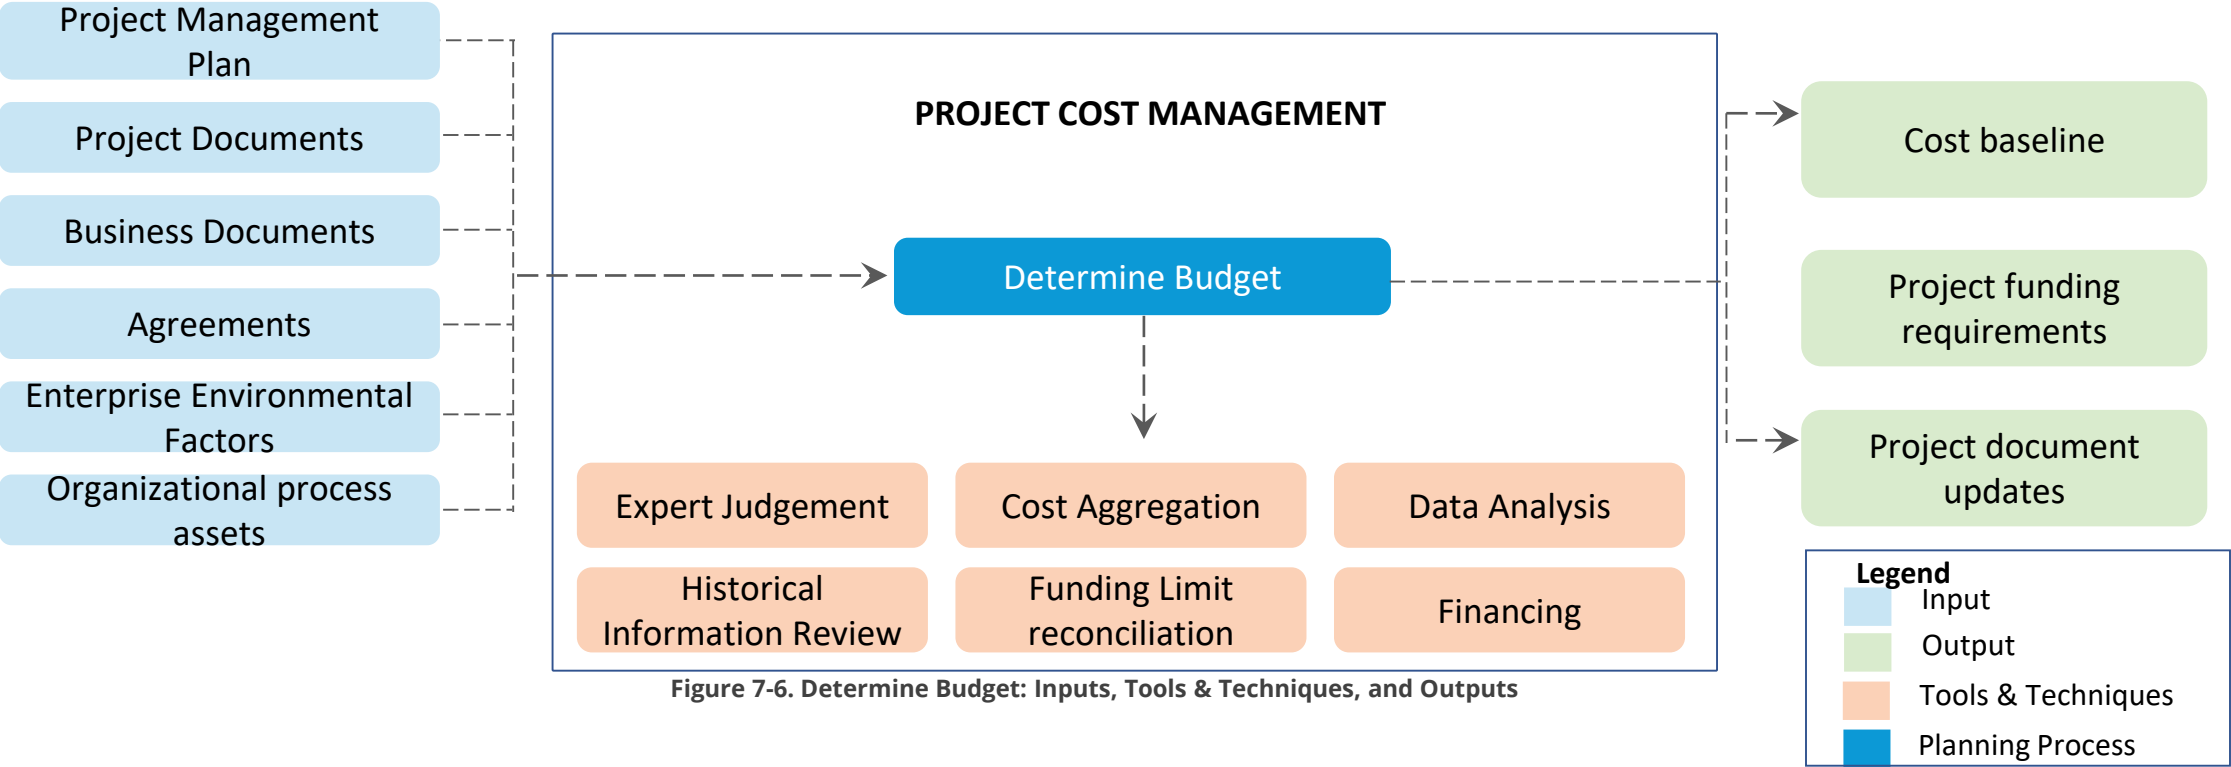 Project Management
Plan
Project Documents
Business Documents
Agreements
Enterprise Environmental
Factors
Organizational process
assets
PROJECT COST MANAGEMENT
Determine Budget
Expert Judgement
Cost Aggregation
Data Analysis
Historical
Information Review
Funding Limit
reconciliation
Financing
Cost baseline
Project funding
requirements
Project document
updates
Legend
Input
Output
Tools & Techniques
Planning Process
Figure 7-6. Determine Budget: Inputs, Tools & Techniques, and Outputs